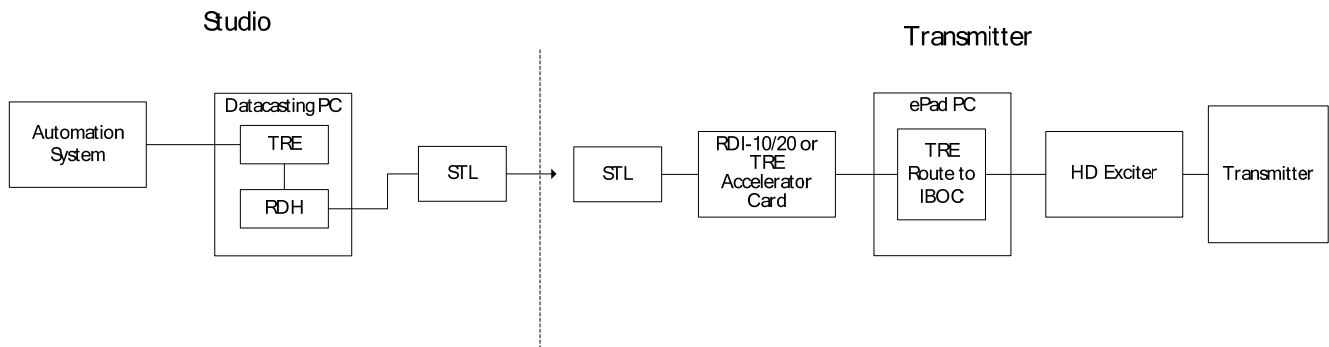 Studio
Transmitter
Automation
System
Datacasting PC
TRE
RDH
STL
STL
RDI-10/20 or
TRE
Accelerator
Card
ePad PC
TRE
Route to
IBOC
HD Exciter
Transmitter